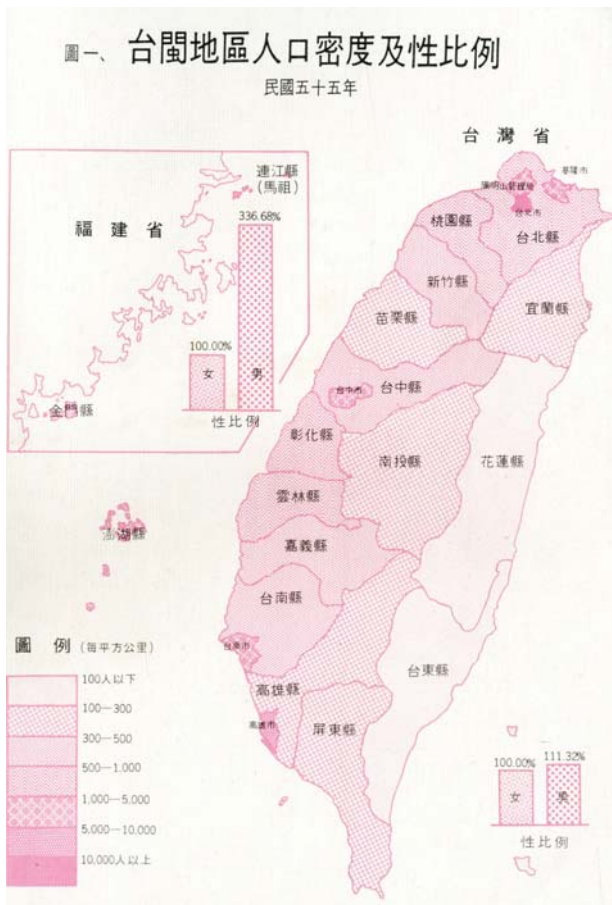 圖一、台閩地區人口密度及性比例
民國五十五年
台灣省
福建省
連江縣
(馬祖)
336.68%
100.00%
女
男
性比例
金門縣
基隆市
陽明山管理局
台北市
台北縣
桃園縣
新竹縣
宜蘭縣
苗栗縣
台中市
台中縣
彰化縣
南投縣
花蓮縣
雲林縣
嘉義縣
澎湖縣
台南縣
台南市
高雄縣
高雄市
台東縣
屏東縣
圖例(每平方公里)
100人以下
100—300
300—500
500—1.000
1,000—5.000
5,000—10,000
10,000人以上
100.00%
111.32%
女
男
性比例